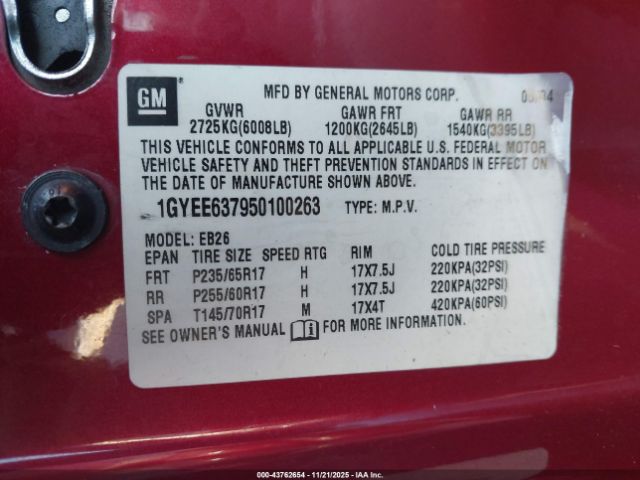 GM
MFD BY GENERAL MOTORS CORP.
GVWR GAWR FRT GAWR RR
2725KG(6008LB) 1200KG(2645LB) 1540KG(3395LB)
THIS VEHICLE CONFORMS TO ALL APPLICABLE U.S. FEDERAL MOTOR
VEHICLE SAFETY AND THEFT PREVENTION STANDARDS IN EFFECT ON
THE DATE OF MANUFACTURE SHOWN ABOVE.
1GYEE637950100263 TYPE: M.P.V.
MODEL: EB26
EPAN TIRE SIZE SPEED RTG RIM COLD TIRE PRESSURE
FRT P235/65R17 H 17X7.5J 220KPA(32PSI)
RR P255/60R17 H 17X7.5J 220KPA(32PSI)
SPA T145/70R17 M 17X4T 420KPA(60PSI)
SEE OWNER'S MANUAL i FOR MORE INFORMATION.
000-43762654 11/21/2025 IAA Inc.